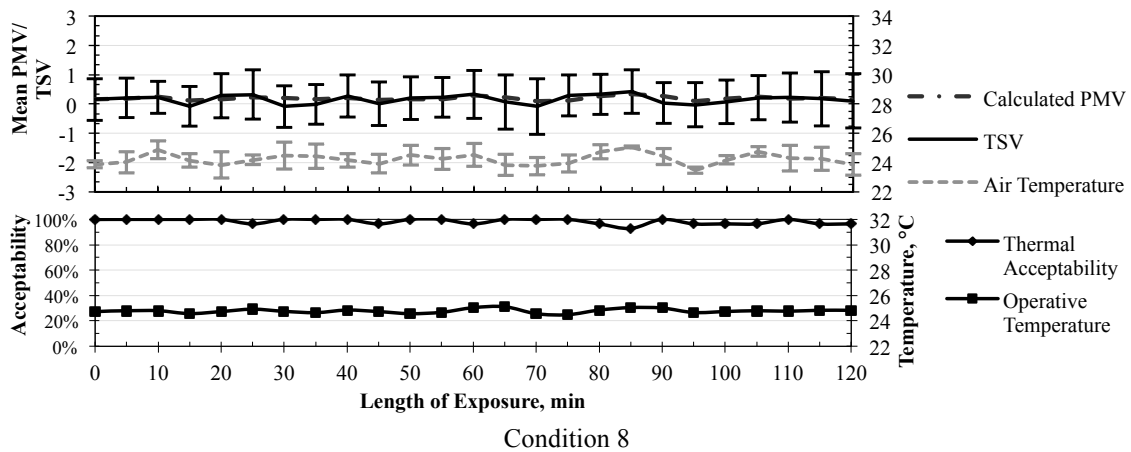 Mean PMV/
TSV
3
2
1
0
-1
-2
-3
34
32
30
28
26
24
22
Calculated PMV
TSV
Air Temperature
Acceptability
100%
80%
60%
40%
20%
0%
32
30
28
26
24
22
Temperature, °C
Thermal
Acceptability
Operative
Temperature
0 10 20 30 40 50 60 70 80 90 100 110 120
Length of Exposure, min
Condition 8